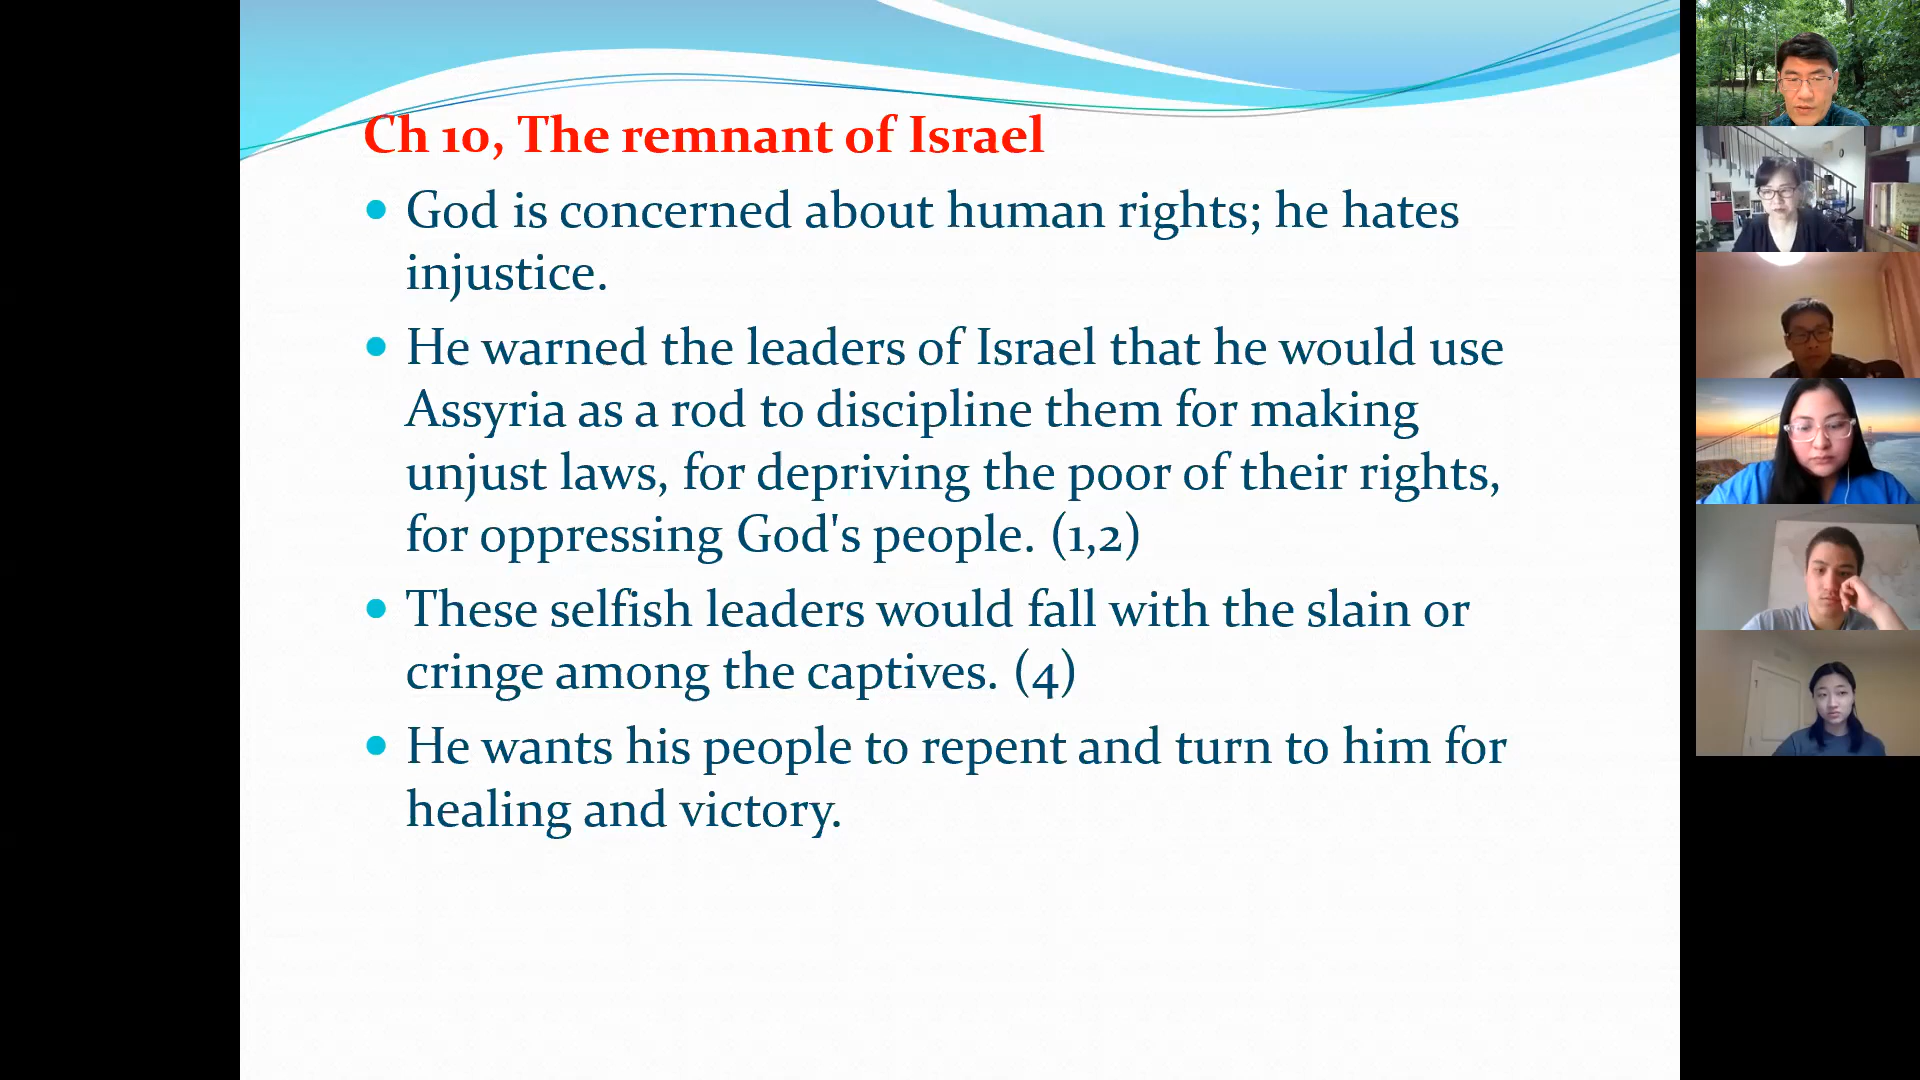 Ch 10, The remnant of Israel
God is concerned about human rights; he hates
injustice.
He warned the leaders of Israel that he would use
Assyria as a rod to discipline them for making
unjust laws, for depriving the poor of their rights,
for oppressing God's people. (1,2)
These selfish leaders would fall with the slain or
cringe among the captives. (4)
He wants his people to repent and turn to him for
healing and victory.